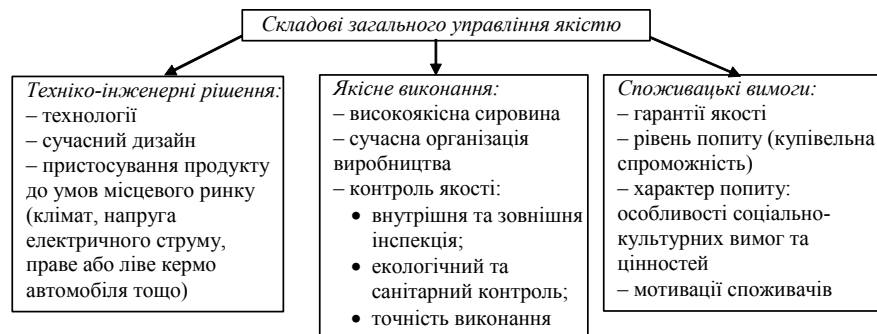 Складові загального управління якістю
Техніко-інженерні рішення:
– технології
– сучасний дизайн
– пристосування продукту
до умов місцевого ринку
(клімат, напруга
електричного струму,
праве або ліве кермо
автомобіля тощо)
Якісне виконання:
– високоякісна сировина
– сучасна організація
виробництва
– контроль якості:
• внутрішня та зовнішня
інспекція;
• екологічний та
санітарний контроль;
• точність виконання
Споживацькі вимоги:
– гарантії якості
– рівень попиту (купівельна
спроможність)
– характер попиту:
особливості соціально-
культурних вимог та
цінностей
– мотивації споживачів